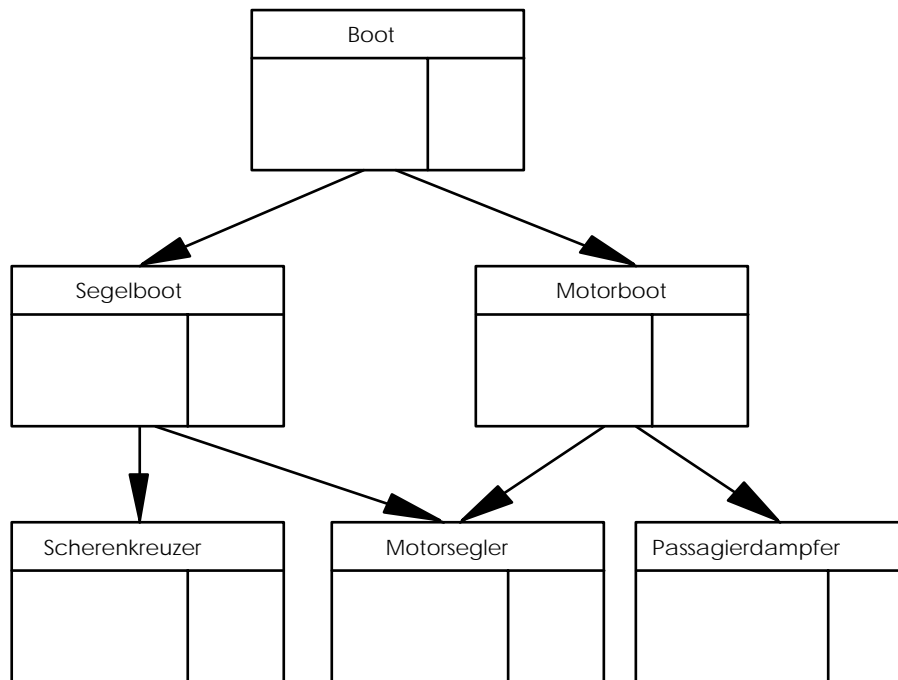 Boot
Segelboot
Motorboot
Scherenkreuzer
Motorsegler
Passagierdampfer